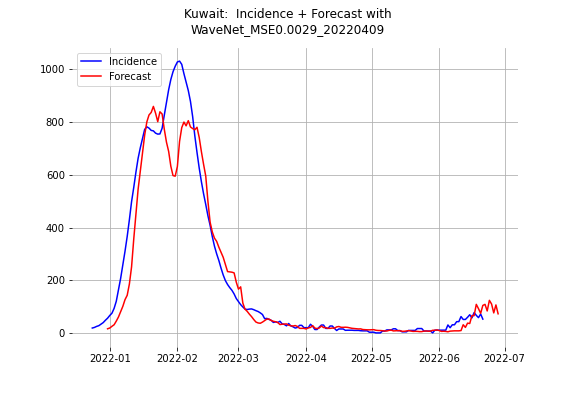 Kuwait:  Incidence + Forecast with
WaveNet_MSE0.0029_20220409
Incidence
Forecast
1000
800
600
400
200
0
2022-01 2022-02 2022-03 2022-04 2022-05 2022-06 2022-07